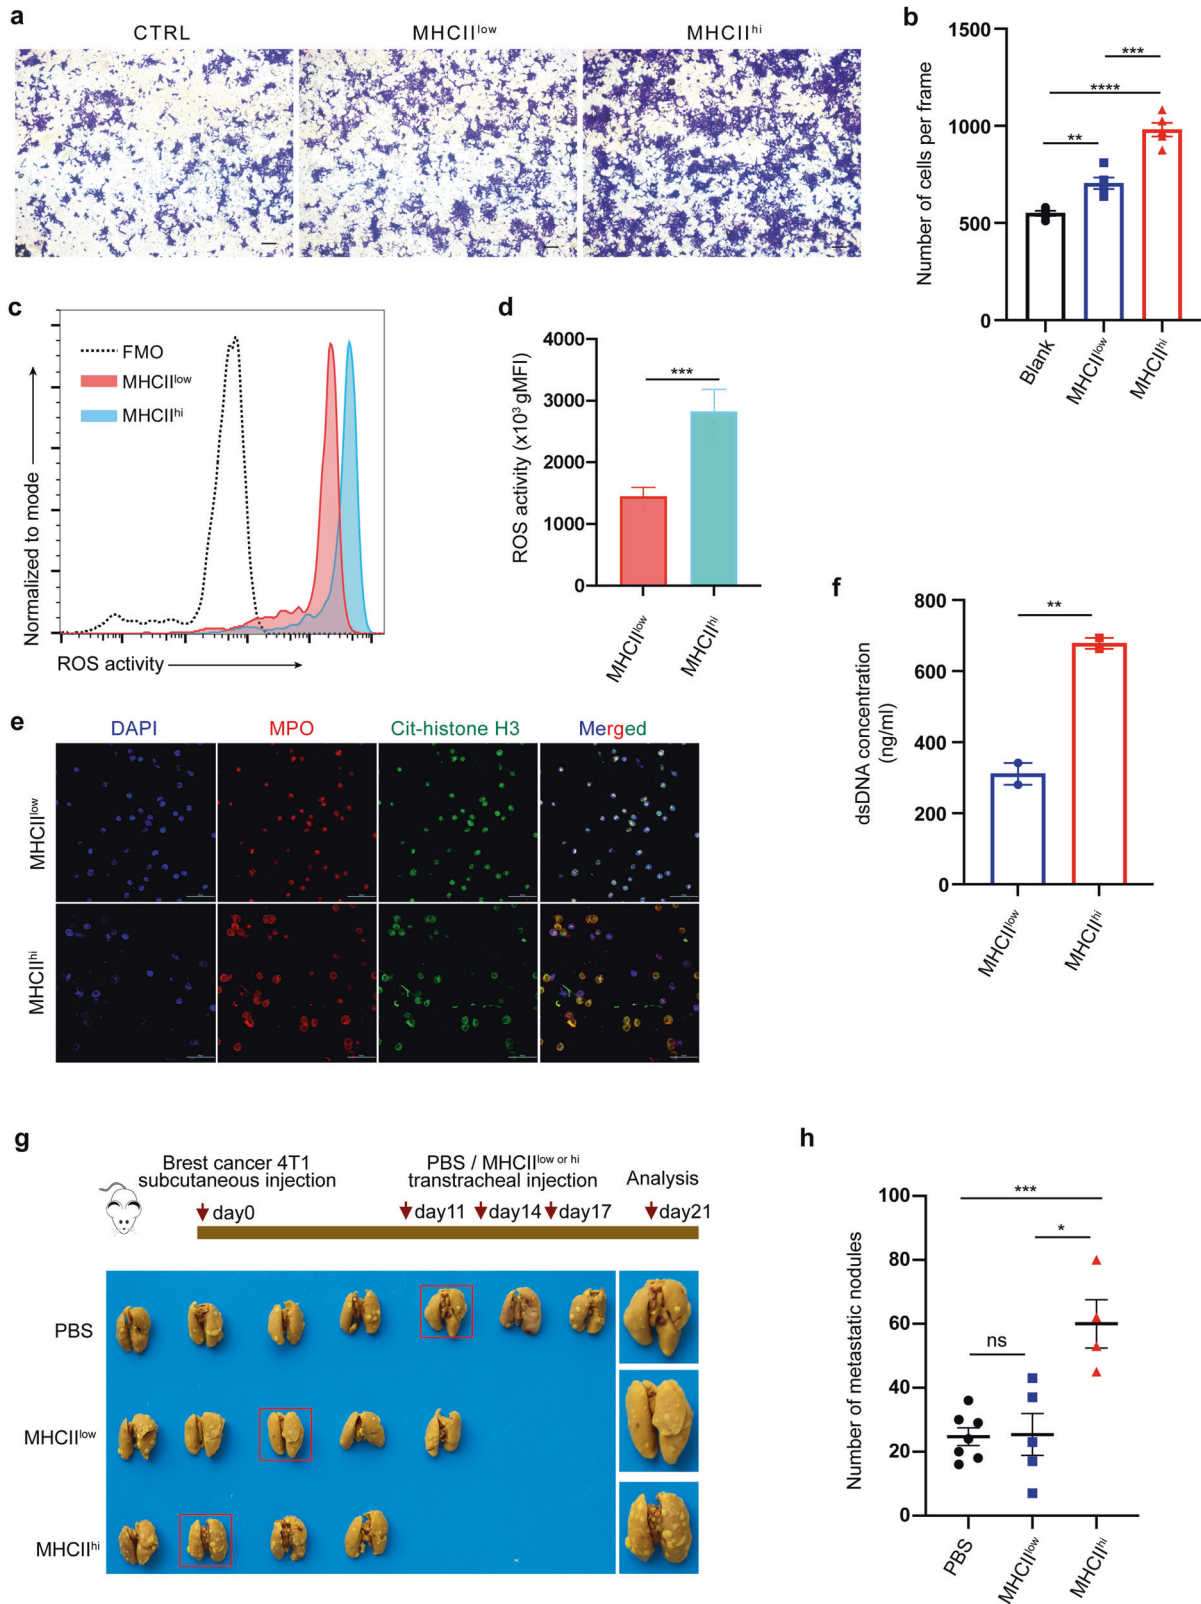 a
CTRL
MHCII^low
MHCII^hi
b
Number of cells per frame
1500
1000
500
0
**
****
***
Blank
MHCII^low
MHCII^hi
c
FMO
MHCII^low
MHCII^hi
Normalized to mode
ROS activity
d
ROS activity (x10³ gMFI)
4000
3000
2000
1000
0
***
MHCII^low
MHCII^hi
e
DAPI
MPO
Cit-histone H3
Merged
MHCII^low
MHCII^hi
f
dsDNA concentration
(ng/ml)
800
600
400
200
0
**
MHCII^low
MHCII^hi
g
Brest cancer 4T1
subcutaneous injection
PBS / MHCII^low or hi
transtracheal injection
Analysis
day0
day11
day14
day17
day21
PBS
MHCII^low
MHCII^hi
h
Number of metastatic nodules
100
80
60
40
20
0
***
*
ns
PBS
MHCII^low
MHCII^hi